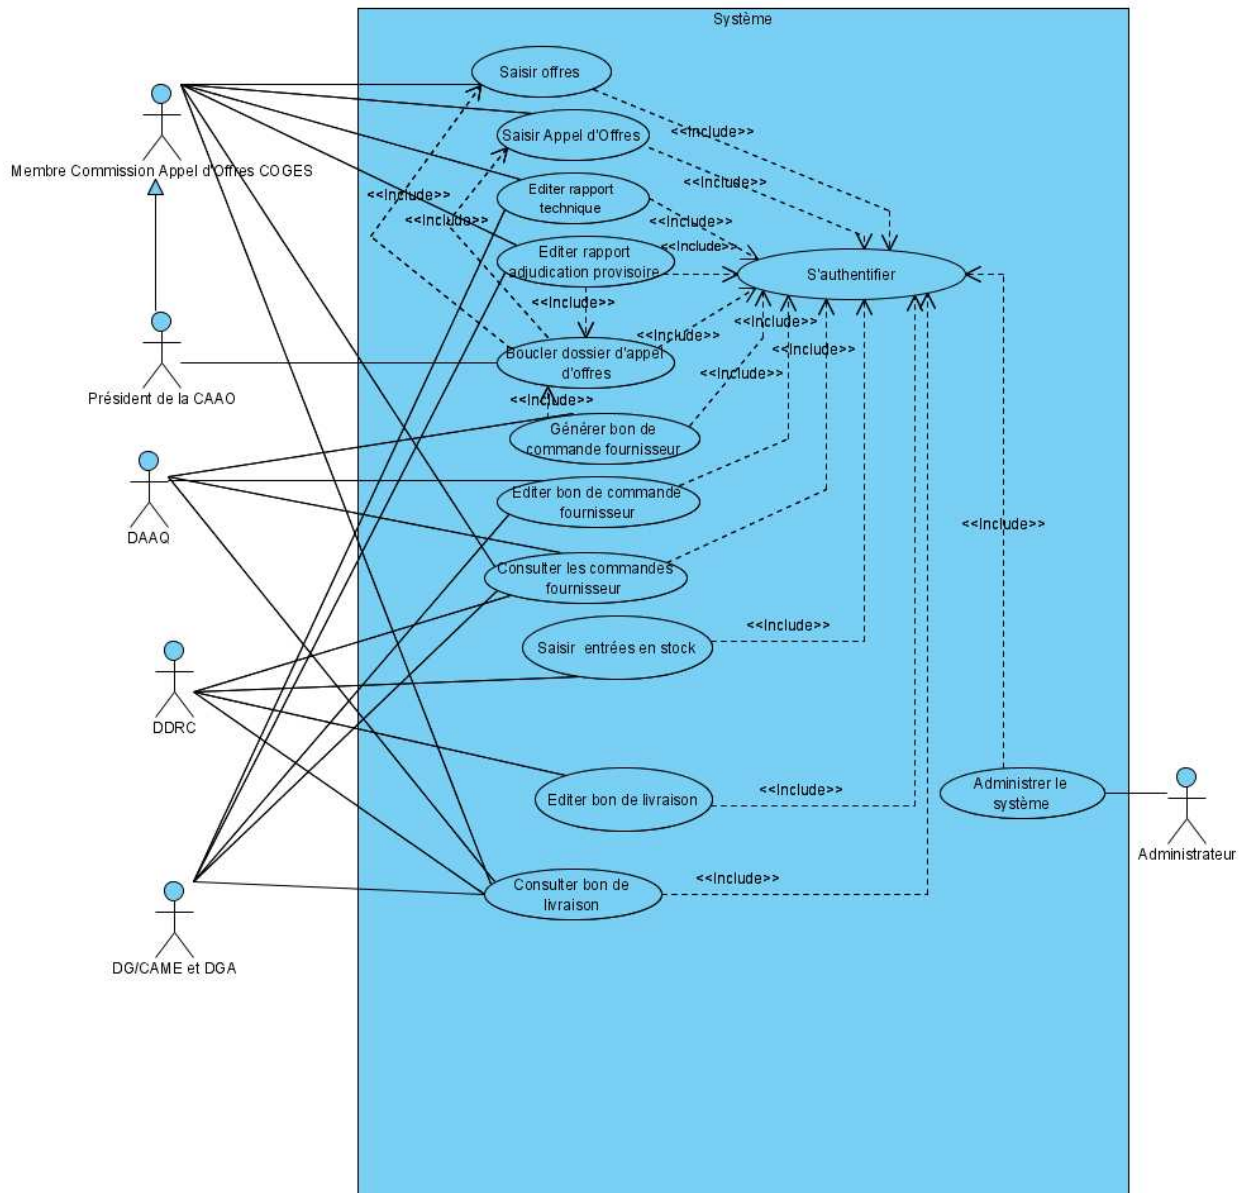 Système
Saisir offres
<<Include>>
Saisir Appel d'Offres
Membre Commission Appel d'Offres COGES
<<Include>>
<<Include>>
<<Include>>
<<Include>>
Editer rapport
technique
<<Include>>
Editer rapport
adjudication provisoire
S'authentifier
<<Include>>
<<Include>>
<<Include>>
<<Include>>
<<Include>>
Boucler dossier d'appel
d'offres
Président de la CAAO
<<Include>>
<<Include>>
Générer bon de
commande fournisseur
DAAQ
Editer bon de commande
fournisseur
<<Include>>
Consulter les commandes
fournisseur
<<Include>>
Saisir entrées en stock
DDRC
Editer bon de livraison
<<Include>>
Administrer le
système
Administrateur
Consulter bon de
livraison
<<Include>>
DG/CAME et DGA